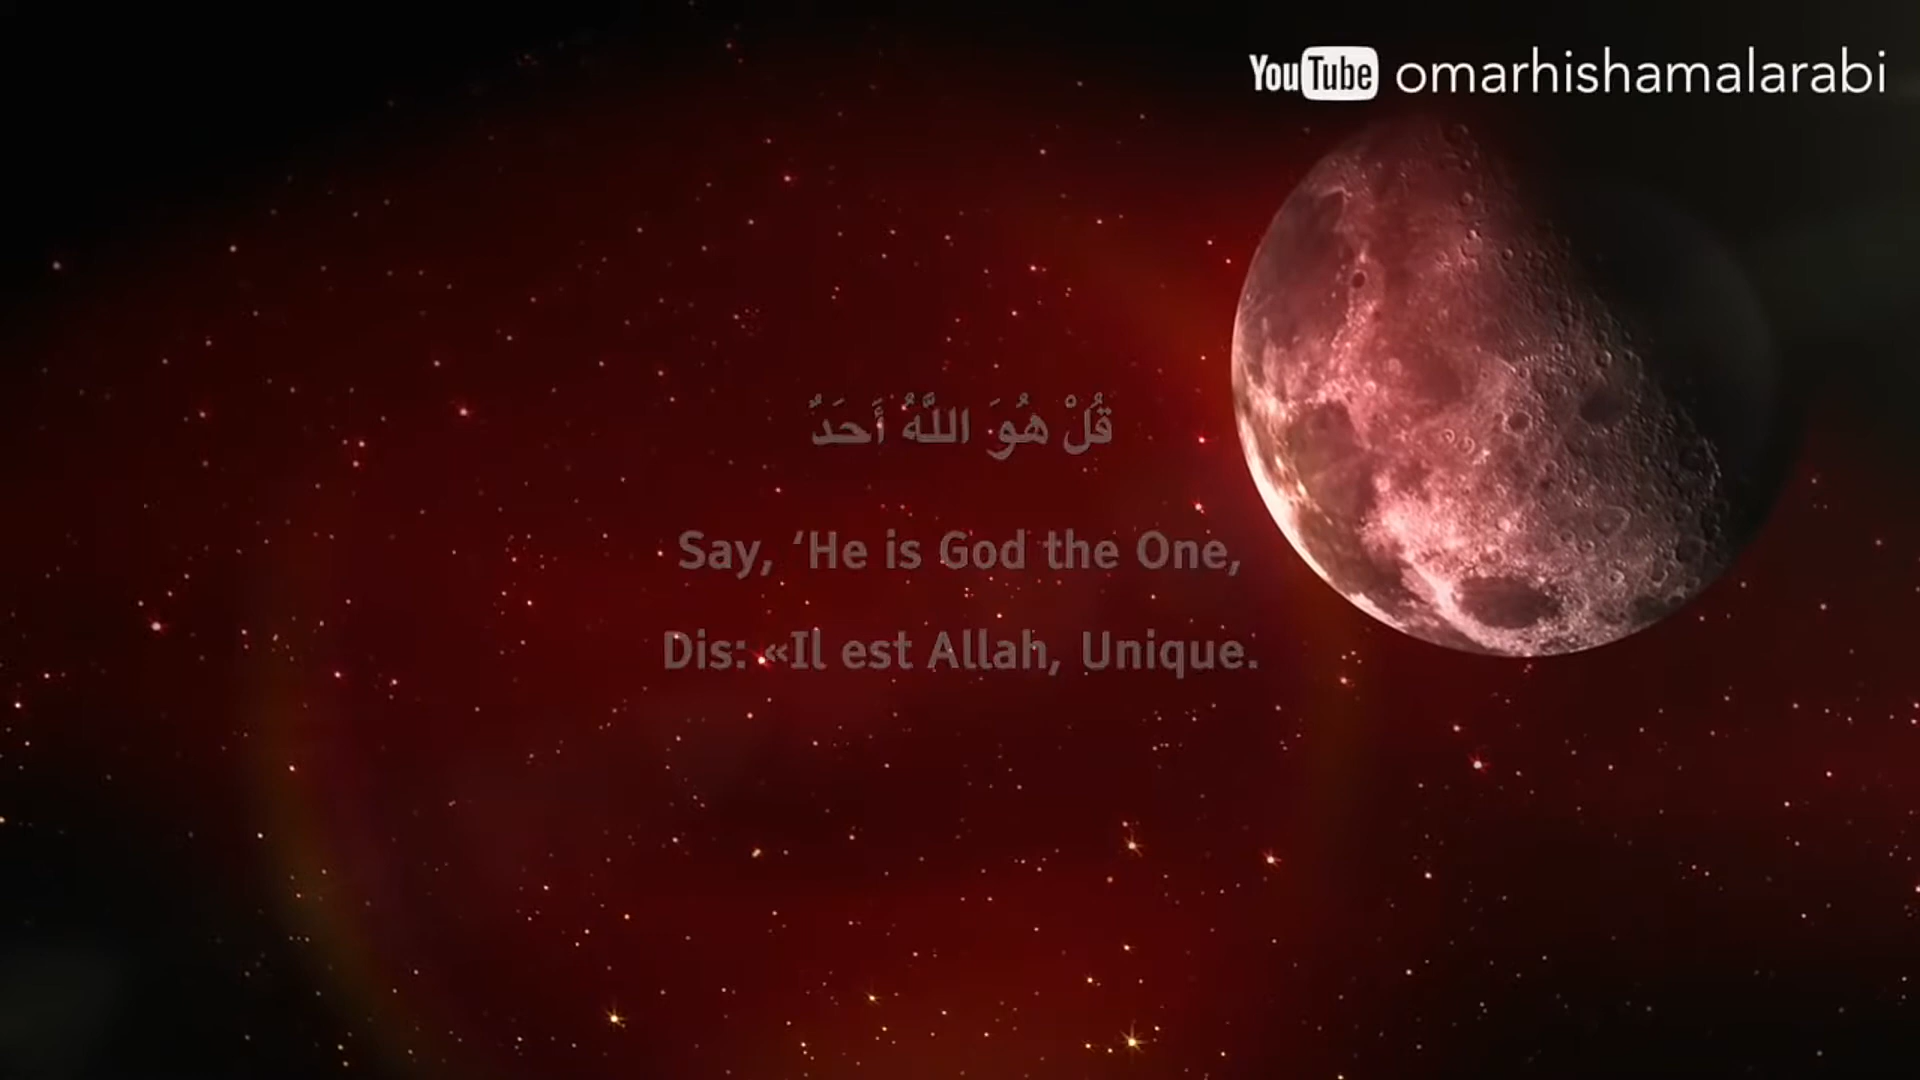 YouTube omarhishamalarabi
قُلْ هُوَ اللَّهُ أَحَدٌ
Say, ‘He is God the One,
Dis: «Il est Allah, Unique.